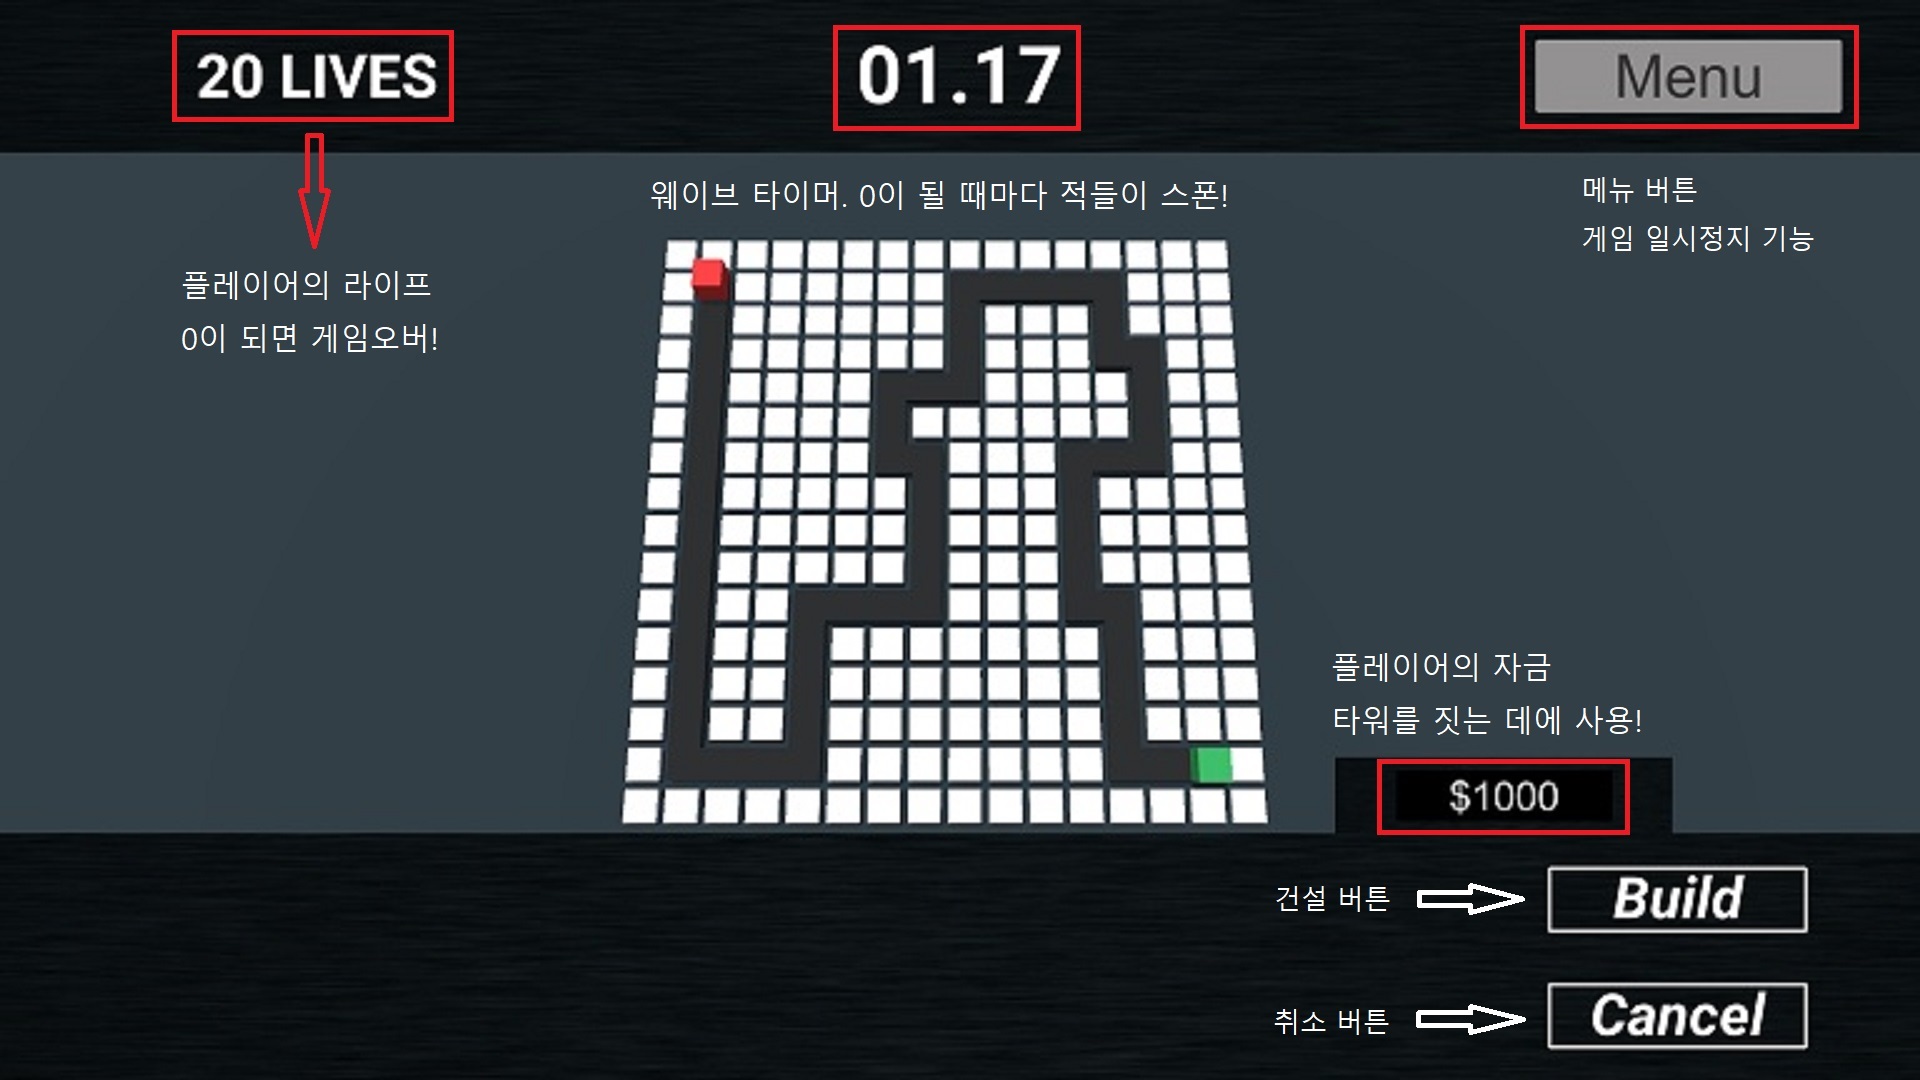 20 LIVES
01.17
Menu
웨이브 타이머. 0이 될 때마다 적들이 스폰!
메뉴 버튼
게임 일시정지 기능
플레이어의 라이프
0이 되면 게임오버!
플레이어의 자금
타워를 짓는 데에 사용!
$1000
건설 버튼
Build
취소 버튼
Cancel